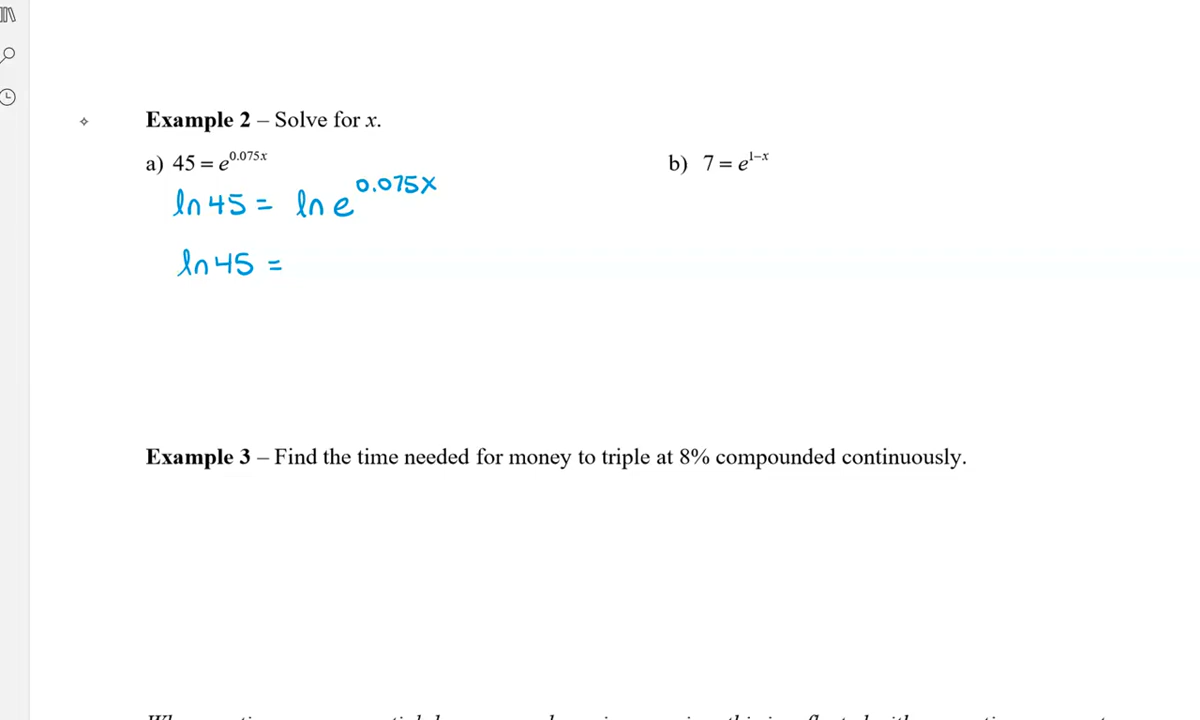 Example 2 – Solve for x.
a) 45 = e^0.075x
b) 7 = e^1−x
ln 45 = ln e^0.075x
ln 45 =
Example 3 – Find the time needed for money to triple at 8% compounded continuously.